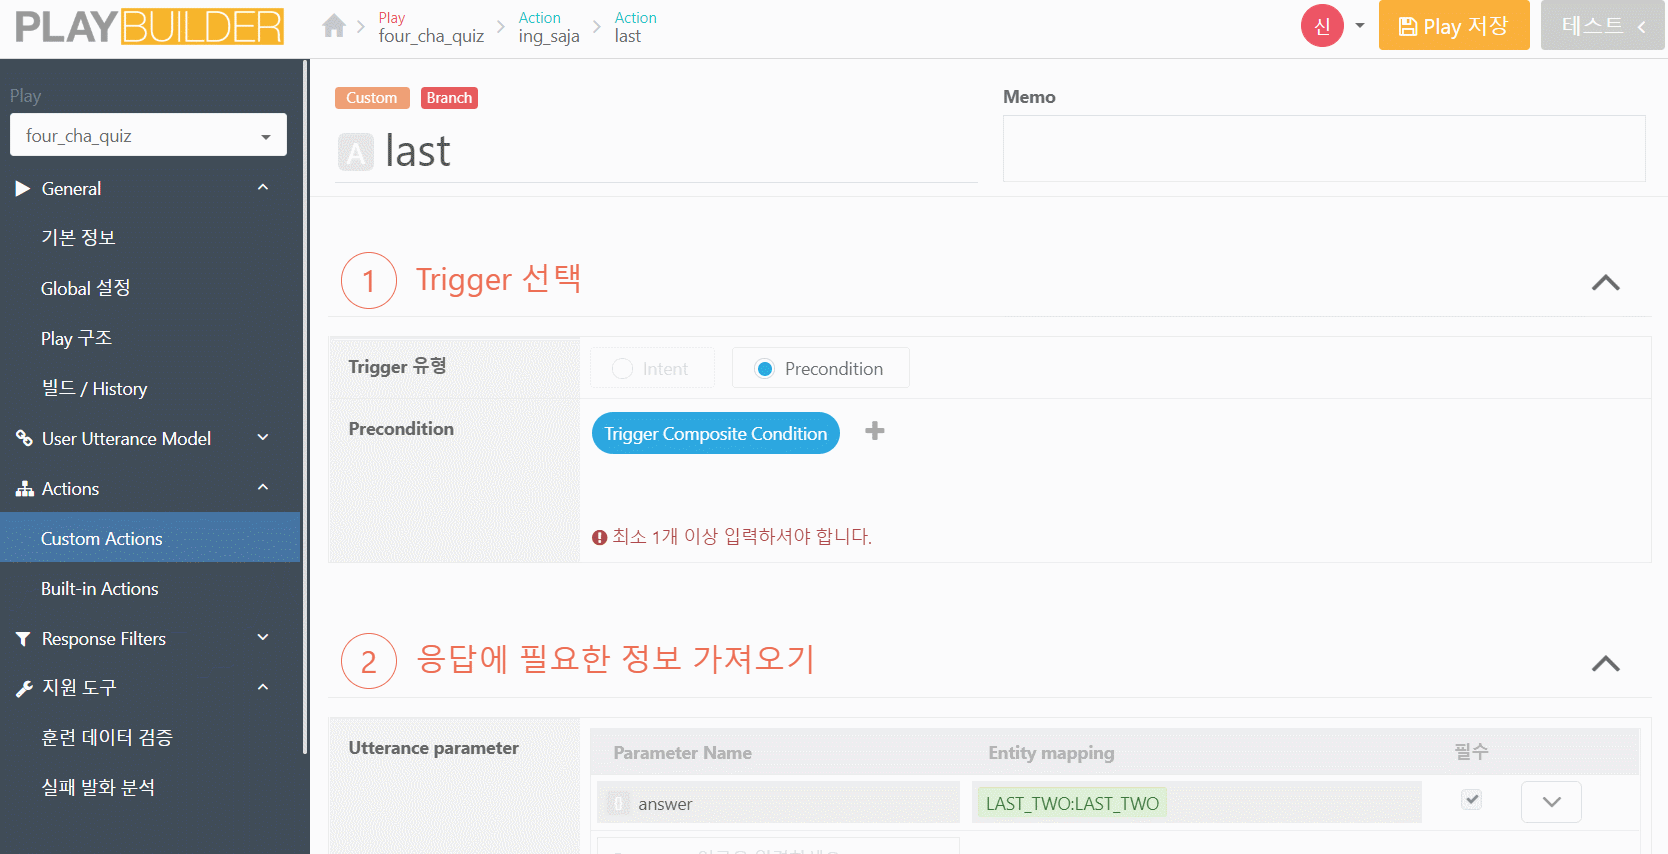 PLAYBUILDER
Play
four_cha_quiz
Action
ing_saja
Action
last
신
Play 저장
테스트
Play
four_cha_quiz
General
기본 정보
Global 설정
Play 구조
빌드 / History
User Utterance Model
Actions
Custom Actions
Built-in Actions
Response Filters
지원 도구
훈련 데이터 검증
실패 발화 분석
Custom Branch
A last
Memo
1 Trigger 선택
Trigger 유형
Intent
Precondition
Precondition
Trigger Composite Condition
최소 1개 이상 입력하셔야 합니다.
2 응답에 필요한 정보 가져오기
Utterance parameter
Parameter Name
Entity mapping
필수
answer
LAST_TWO:LAST_TWO